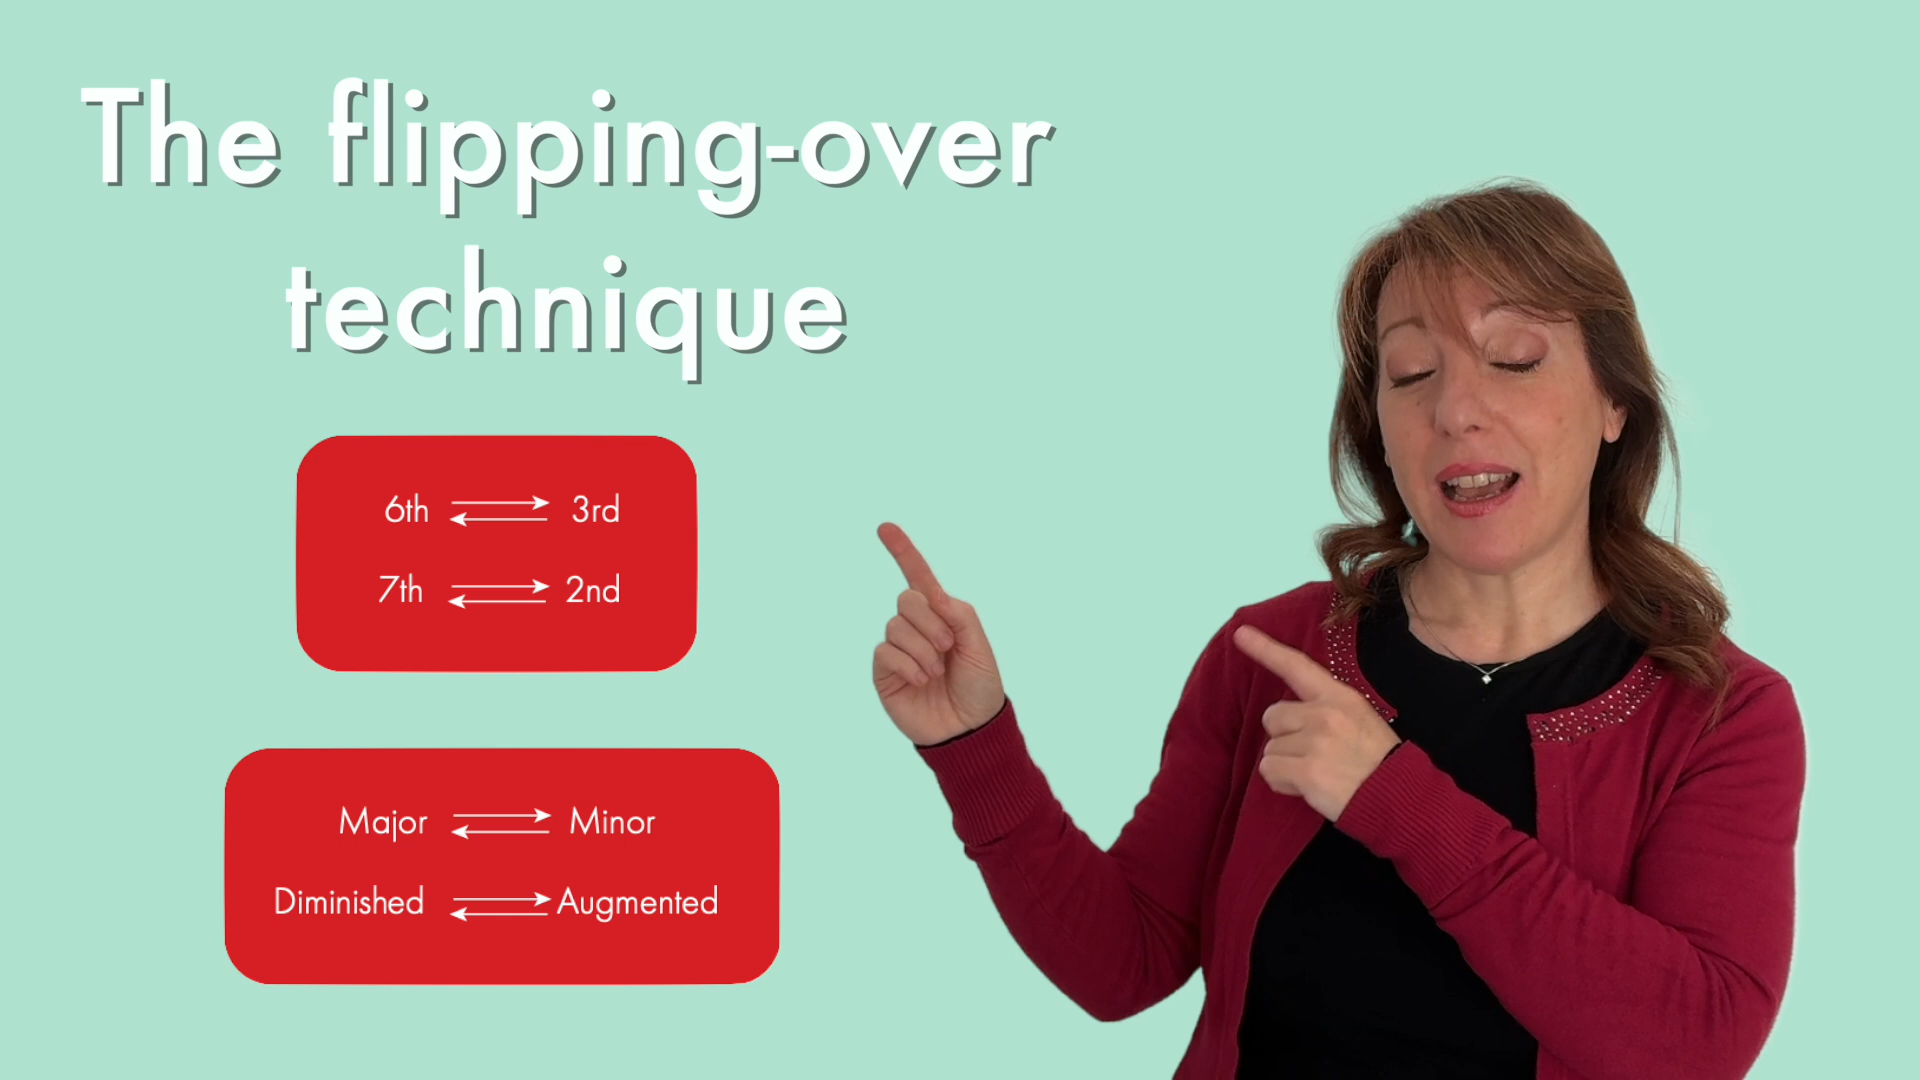 The flipping-over
technique
6th 3rd
7th 2nd
Major Minor
Diminished Augmented